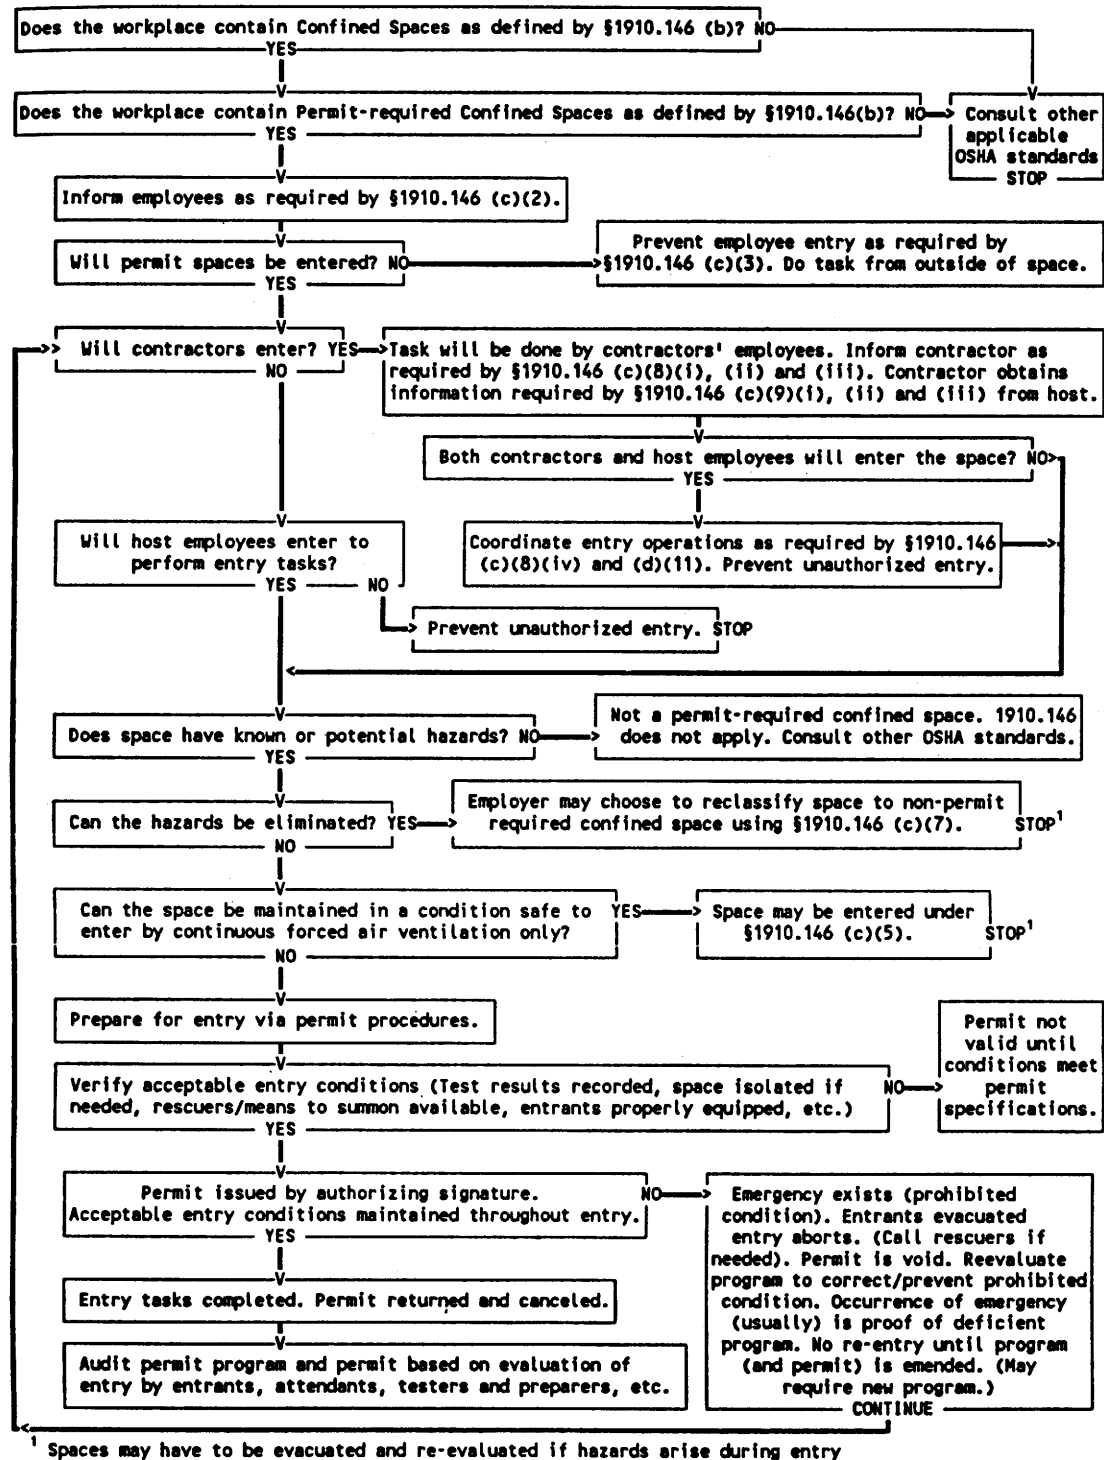 Does the workplace contain Confined Spaces as defined by §1910.146 (b)? NO
YES
Does the workplace contain Permit-required Confined Spaces as defined by §1910.146(b)? NO
YES
Consult other
applicable
OSHA standards
STOP
Inform employees as required by §1910.146 (c)(2).
Will permit spaces be entered? NO
YES
Prevent employee entry as required by
§1910.146 (c)(3). Do task from outside of space.
Will contractors enter? YES
NO
Task will be done by contractors' employees. Inform contractor as
required by §1910.146 (c)(8)(i), (ii) and (iii). Contractor obtains
information required by §1910.146 (c)(9)(i), (ii) and (iii) from host.
Both contractors and host employees will enter the space? NO
YES
Will host employees enter to
perform entry tasks?
YES NO
Coordinate entry operations as required by §1910.146
(c)(8)(iv) and (d)(11). Prevent unauthorized entry.
Prevent unauthorized entry. STOP
Does space have known or potential hazards? NO
YES
Not a permit-required confined space. 1910.146
does not apply. Consult other OSHA standards.
Can the hazards be eliminated? YES
NO
Employer may choose to reclassify space to non-permit
required confined space using §1910.146 (c)(7). STOP¹
Can the space be maintained in a condition safe to YES
enter by continuous forced air ventilation only?
NO
Space may be entered under
§1910.146 (c)(5). STOP¹
Prepare for entry via permit procedures.
Verify acceptable entry conditions (Test results recorded, space isolated if NO
needed, rescuers/means to summon available, entrants properly equipped, etc.)
YES
Permit not
valid until
conditions meet
permit
specifications.
Permit issued by authorizing signature. NO
Acceptable entry conditions maintained throughout entry.
YES
Emergency exists (prohibited
condition). Entrants evacuated
entry aborts. (Call rescuers if
needed). Permit is void. Reevaluate
program to correct/prevent prohibited
condition. Occurrence of emergency
(usually) is proof of deficient
program. No re-entry until program
(and permit) is emended. (May
require new program.)
CONTINUE
Entry tasks completed. Permit returned and canceled.
Audit permit program and permit based on evaluation of
entry by entrants, attendants, testers and preparers, etc.
¹ Spaces may have to be evacuated and re-evaluated if hazards arise during entry